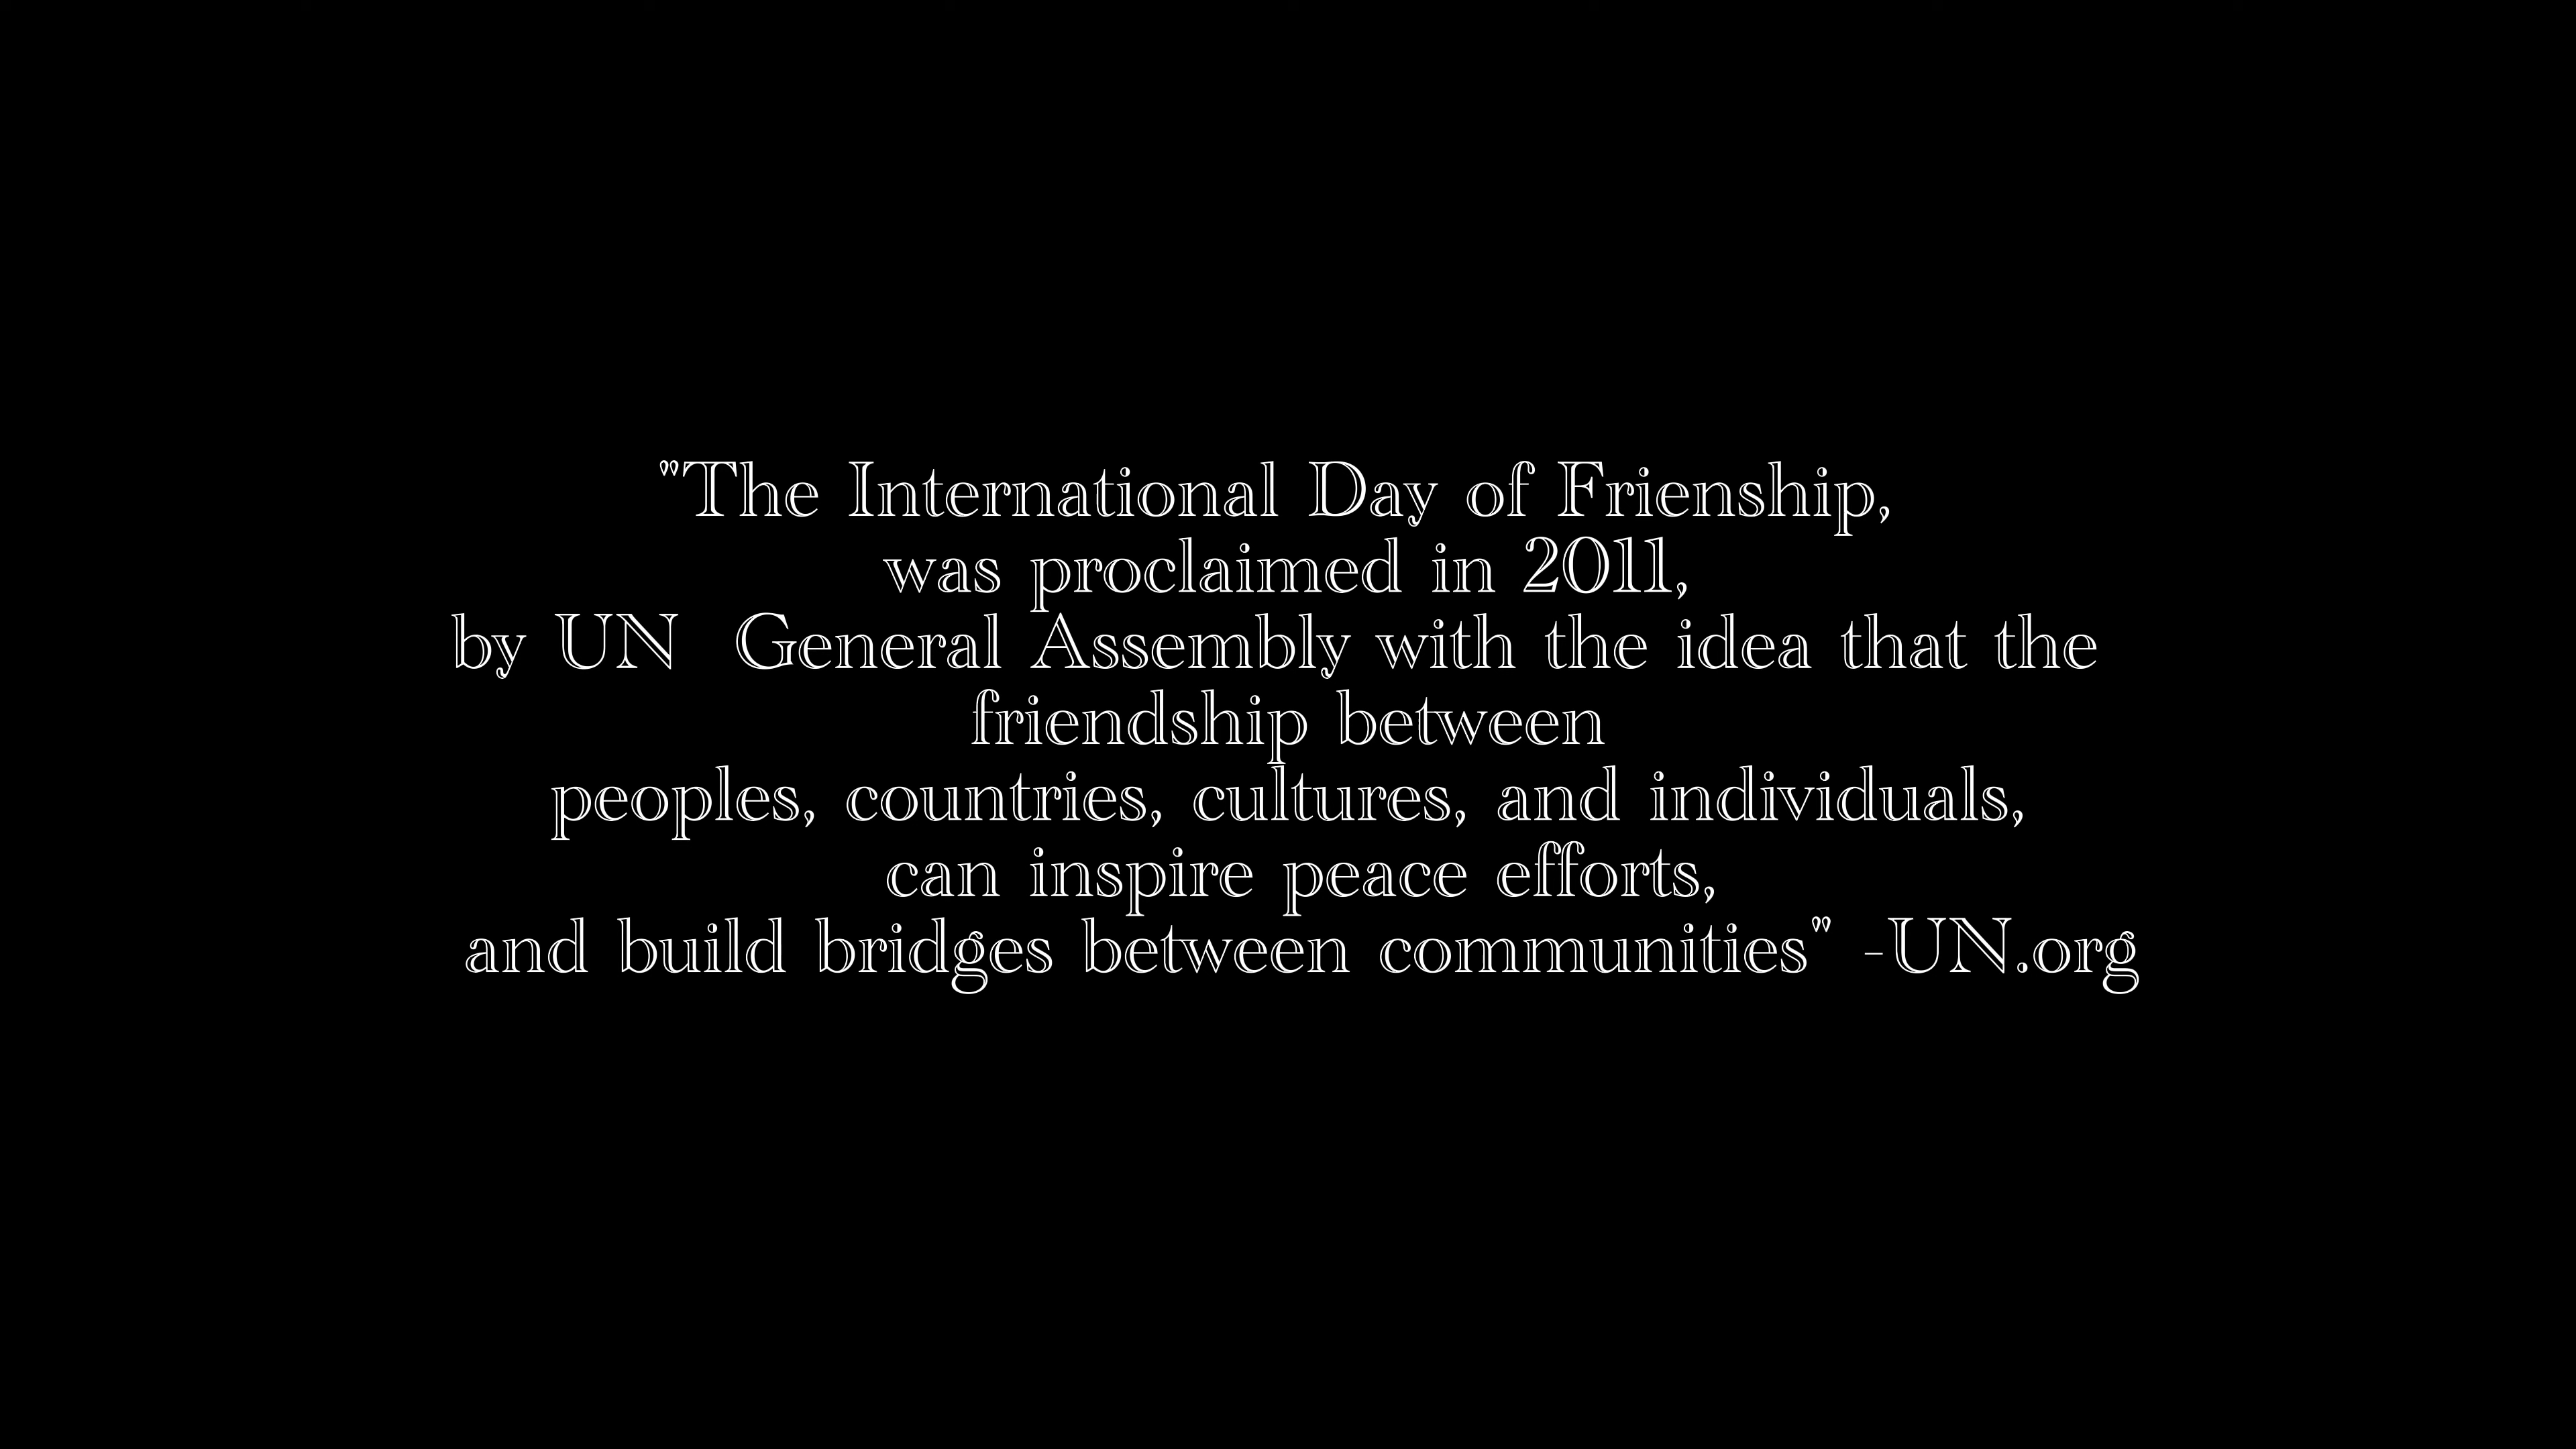 "The International Day of Frienship,
was proclaimed in 2011,
by UN  General Assembly with the idea that the
friendship between
peoples, countries, cultures, and individuals,
can inspire peace efforts,
and build bridges between communities" -UN.org